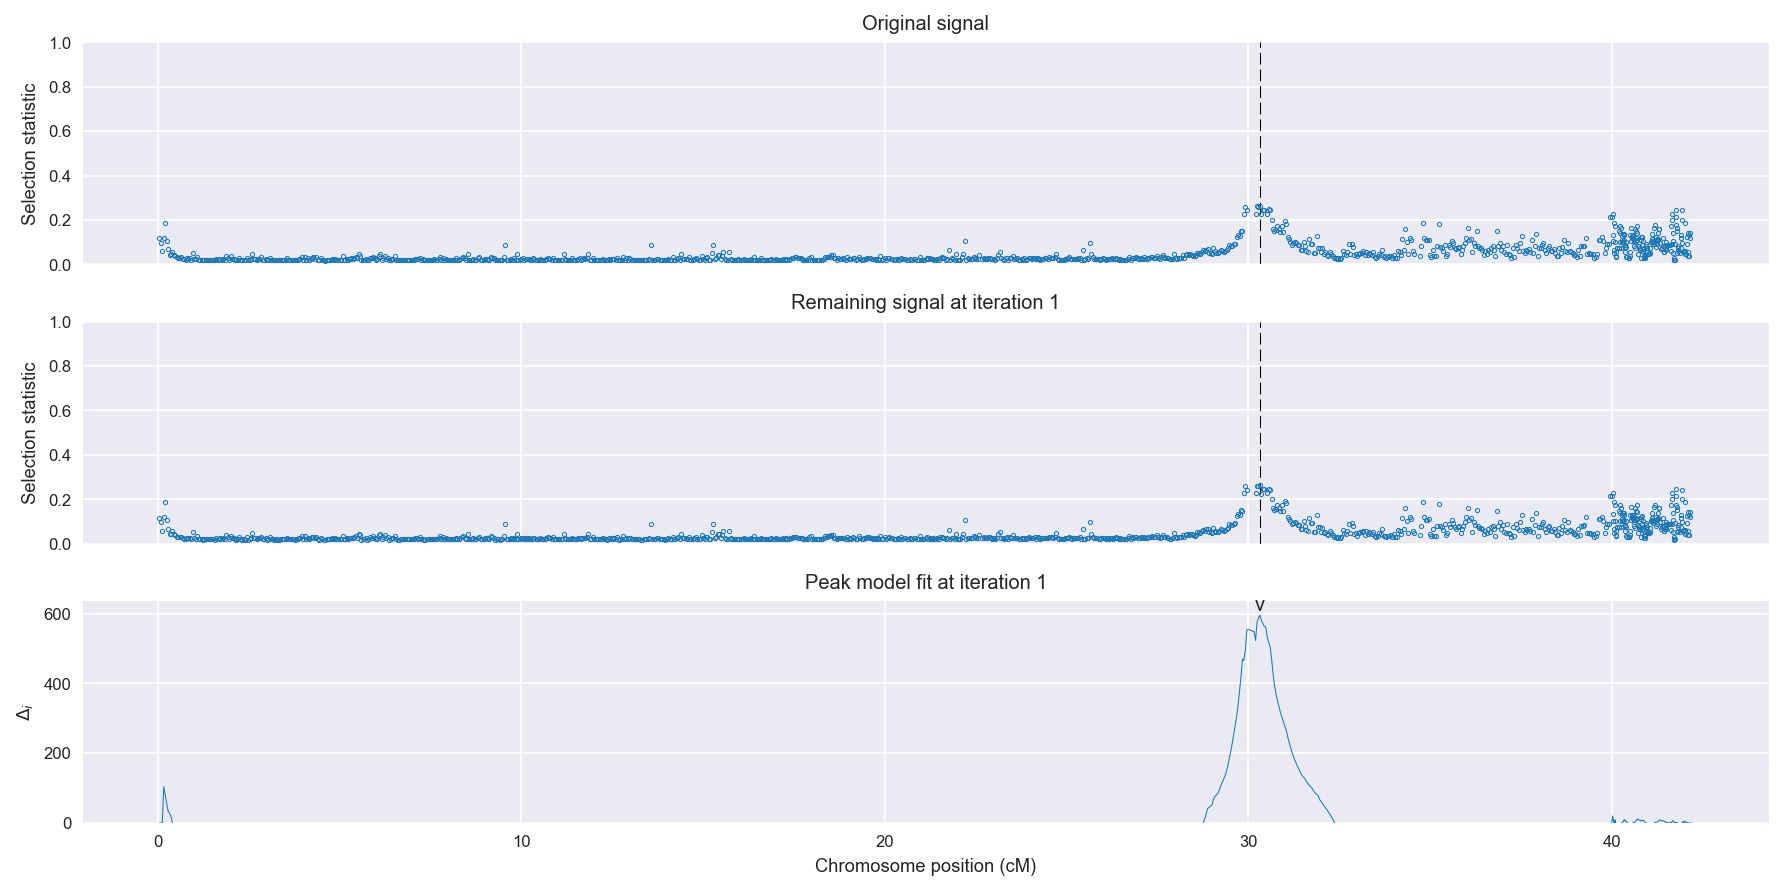 Original signal
1.0
0.8
0.6
0.4
0.2
0.0
Selection statistic
Remaining signal at iteration 1
1.0
0.8
0.6
0.4
0.2
0.0
Selection statistic
Peak model fit at iteration 1
600
400
200
0
Δi
v
0 10 20 30 40
Chromosome position (cM)